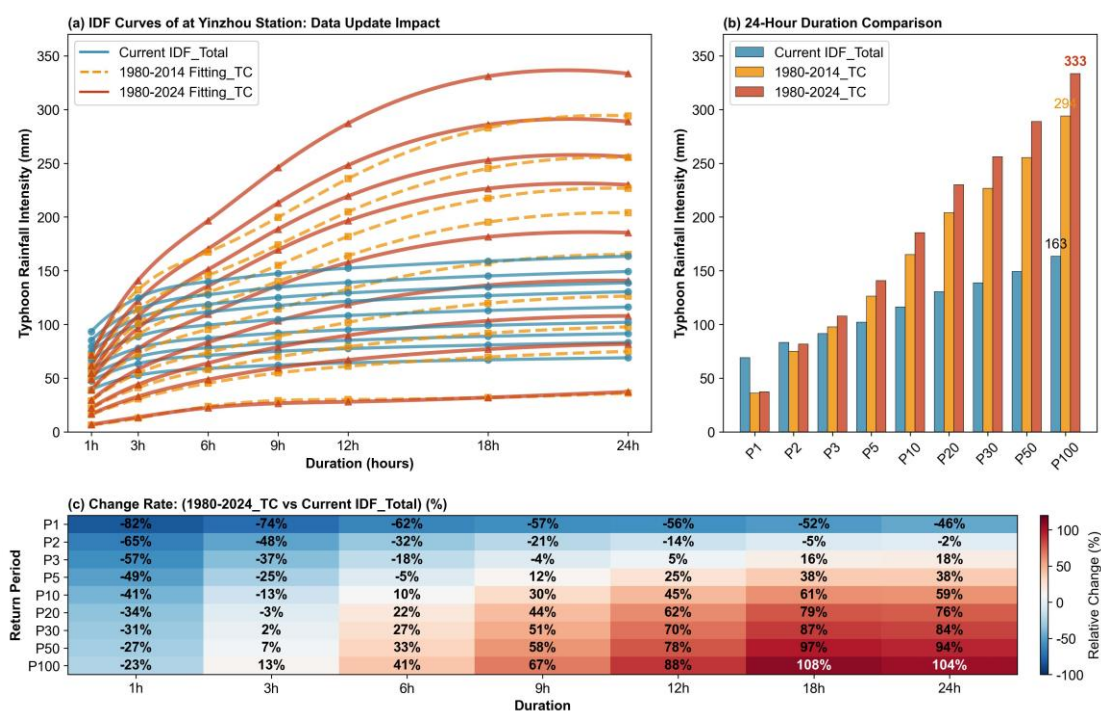 (a) IDF Curves of at Yinzhou Station: Data Update Impact
350
300
250
200
150
100
50
0
Typhoon Rainfall Intensity (mm)
Current IDF_Total
1980-2014 Fitting_TC
1980-2024 Fitting_TC
1h 3h 6h 9h 12h 18h 24h
Duration (hours)
(b) 24-Hour Duration Comparison
350
300
250
200
150
100
50
0
Typhoon Rainfall Intensity (mm)
Current IDF_Total
1980-2014_TC
1980-2024_TC
333
163
P1 P2 P3 P5 P10 P20 P30 P50 P100
(c) Change Rate: (1980-2024_TC vs Current IDF_Total) (%)
Return Period
P1 -82% -74% -62% -57% -56% -52% -46%
P2 -65% -48% -32% -21% -14% -5% -2%
P3 -57% -37% -18% -4% 5% 16% 18%
P5 -49% -25% -5% 12% 25% 38% 38%
P10 -41% -13% 10% 30% 45% 61% 59%
P20 -34% -3% 22% 44% 62% 79% 76%
P30 -31% 2% 27% 51% 70% 87% 84%
P50 -27% 7% 33% 58% 78% 97% 94%
P100 -23% 13% 41% 67% 88% 108% 104%
1h 3h 6h 9h 12h 18h 24h
Duration
100
50
0
-50
-100
Relative Change (%)